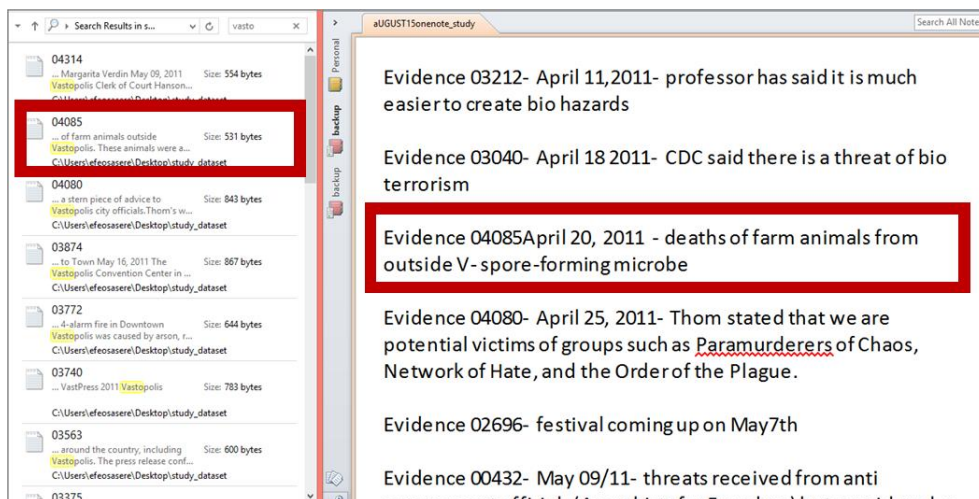 Search Results in s...
vasto
04314
... Margarita Verdin May 09, 2011
Size: 554 bytes
Vastopolis Clerk of Court Hanson...
C:\Users\efeosasere\Desktop\study_dataset
04085
... of farm animals outside
Size: 531 bytes
Vastopolis. These animals were a...
C:\Users\efeosasere\Desktop\study_dataset
04080
... a stern piece of advice to
Size: 843 bytes
Vastopolis city officials.Thom's w...
C:\Users\efeosasere\Desktop\study_dataset
03874
... to Town May 16, 2011 The
Size: 867 bytes
Vastopolis Convention Center in ...
C:\Users\efeosasere\Desktop\study_dataset
03772
... 4-alarm fire in Downtown
Size: 644 bytes
Vastopolis was caused by arson, r...
C:\Users\efeosasere\Desktop\study_dataset
03740
... VastPress 2011 Vastopolis
Size: 783 bytes
C:\Users\efeosasere\Desktop\study_dataset
03563
... around the country, including
Size: 600 bytes
Vastopolis. The press release conf...
C:\Users\efeosasere\Desktop\study_dataset
03375
Personal
backup
backup
aUGUST15onenote_study
Search All Note
Evidence 03212- April 11,2011- professor has said it is much
easier to create bio hazards
Evidence 03040- April 18 2011- CDC said there is a threat of bio
terrorism
Evidence 04085April 20, 2011 - deaths of farm animals from
outside V- spore-forming microbe
Evidence 04080- April 25, 2011- Thom stated that we are
potential victims of groups such as Paramurderers of Chaos,
Network of Hate, and the Order of the Plague.
Evidence 02696- festival coming up on May7th
Evidence 00432- May 09/11- threats received from anti